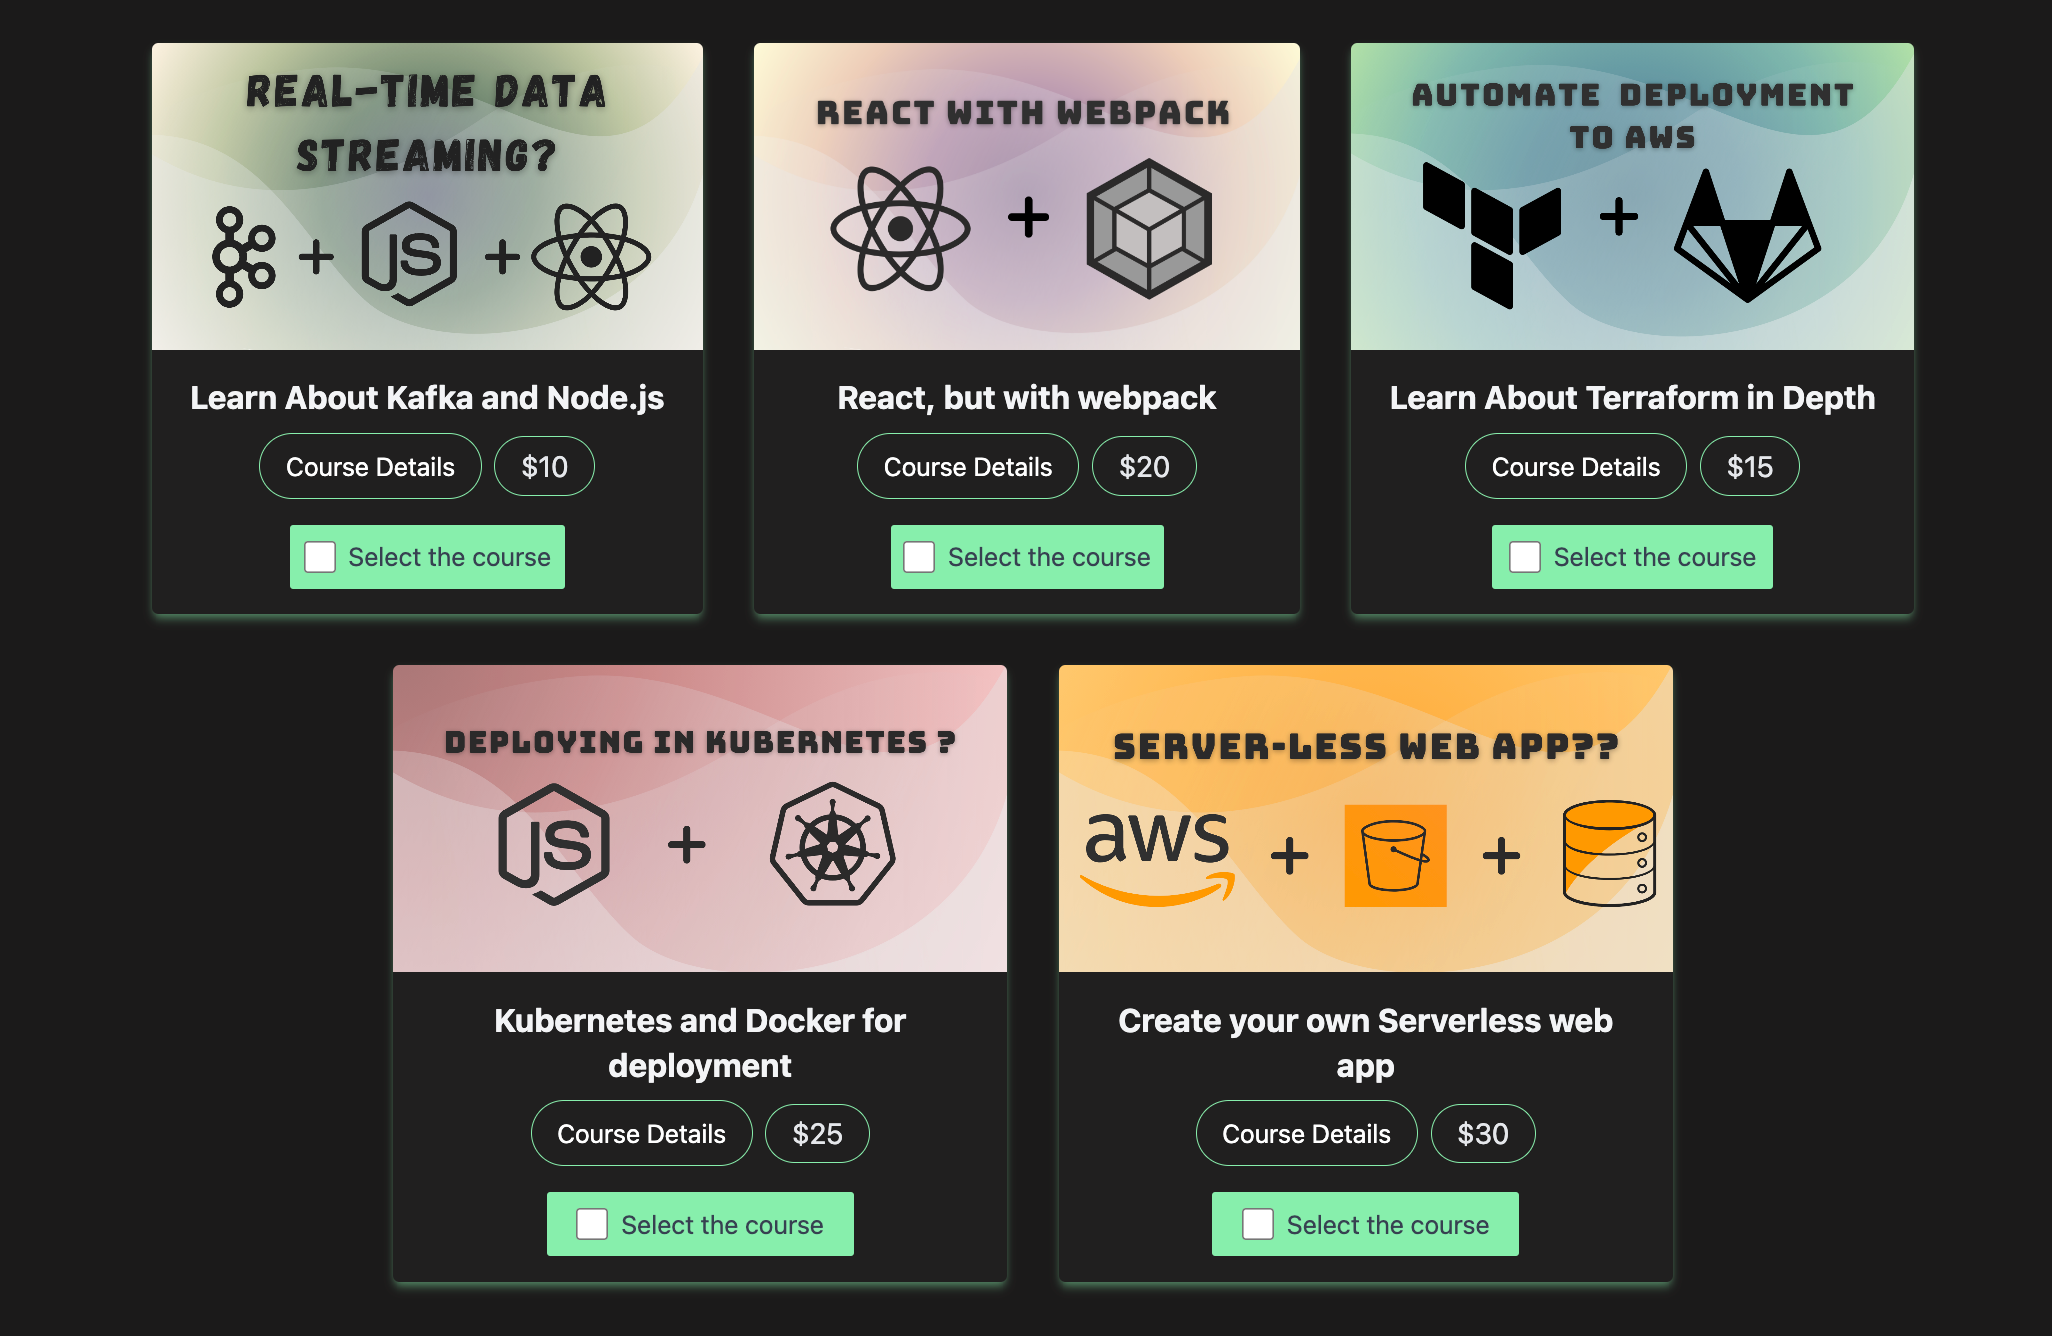 REAL-TIME DATA
STREAMING?
JS
Learn About Kafka and Node.js
Course Details
$10
Select the course
REACT WITH WEBPACK
React, but with webpack
Course Details
$20
Select the course
AUTOMATE DEPLOYMENT
TO AWS
Learn About Terraform in Depth
Course Details
$15
Select the course
DEPLOYING IN KUBERNETES ?
JS
Kubernetes and Docker for
deployment
Course Details
$25
Select the course
SERVER-LESS WEB APP??
aws
Create your own Serverless web
app
Course Details
$30
Select the course